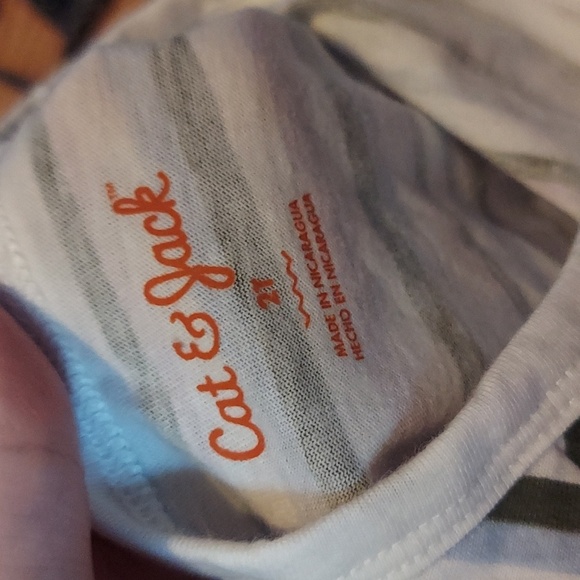 Cat & Jack™
2T
MADE IN NICARAGUA
HECHO EN NICARAGUA